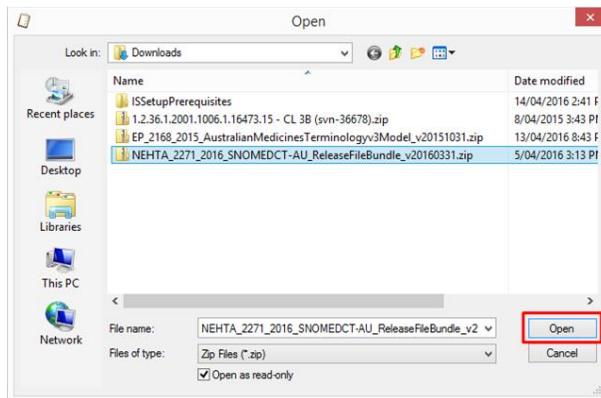 Open
Look in: Downloads
Name Date modified
ISSetupPrerequisites 14/04/2016 2:41 P
1.2.36.1.2001.1006.1.16473.15 - CL 3B (svn-36678).zip 8/04/2015 3:43 PM
EP_2168_2015_AustralianMedicinesTerminologyv3Model_v20151031.zip 13/04/2016 8:43 P
NEHTA_2271_2016_SNOMEDCT-AU_ReleaseFileBundle_v20160331.zip 5/04/2016 3:13 PM
Recent places
Desktop
Libraries
This PC
Network
File name: NEHTA_2271_2016_SNOMEDCT-AU_ReleaseFileBundle_v2 Open
Files of type: Zip Files (*.zip) Cancel
Open as read-only